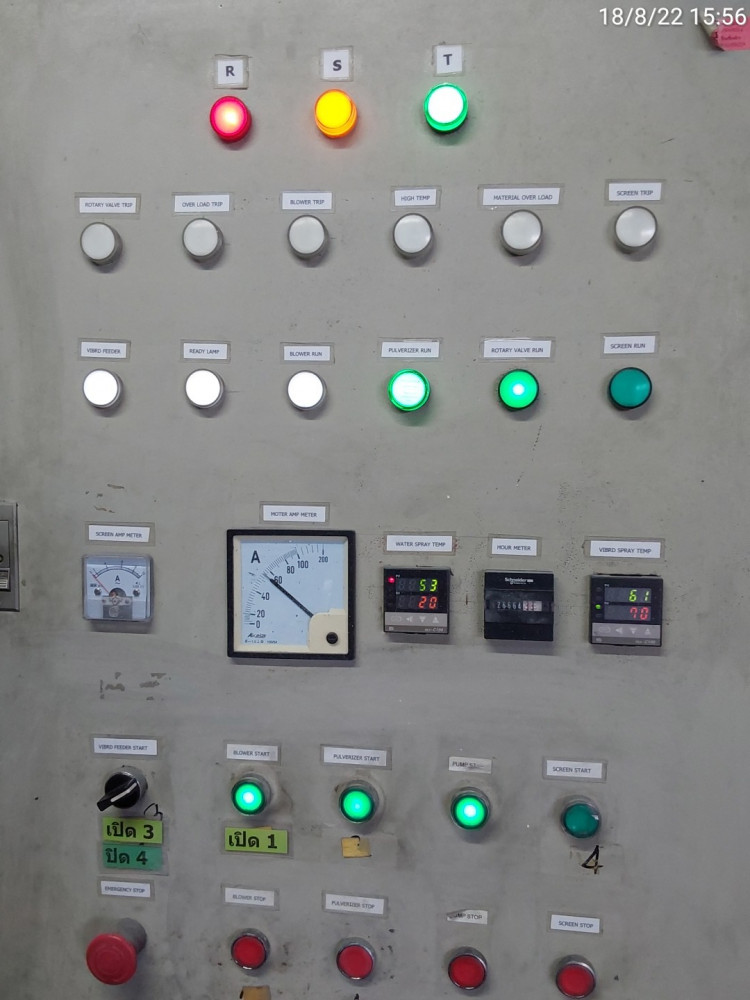 18/8/22 15:56
R
S
T
ROTARY VALVE TRIP
OVER LOAD TRIP
BLOWER TRIP
HIGH TEMP
MATERIAL OVER LOAD
SCREEN TRIP
VIBRO FEEDER
READY LAMP
BLOWER RUN
PULVERIZER RUN
ROTARY VALVE RUN
SCREEN RUN
SCREEN AMP METER
MOTER AMP METER
WATER SPRAY TEMP
HOUR METER
VIBRO SPRAY TEMP
A
A
200
100
80
60
40
20
0
53
20
Schneider
61
70
VIBRO FEEDER START
BLOWER START
PULVERIZER START
PUMP
SCREEN START
เปิด 3
ปิด 4
เปิด 1
4
EMERGENCY STOP
BLOWER STOP
PULVERIZER STOP
STOP
SCREEN STOP